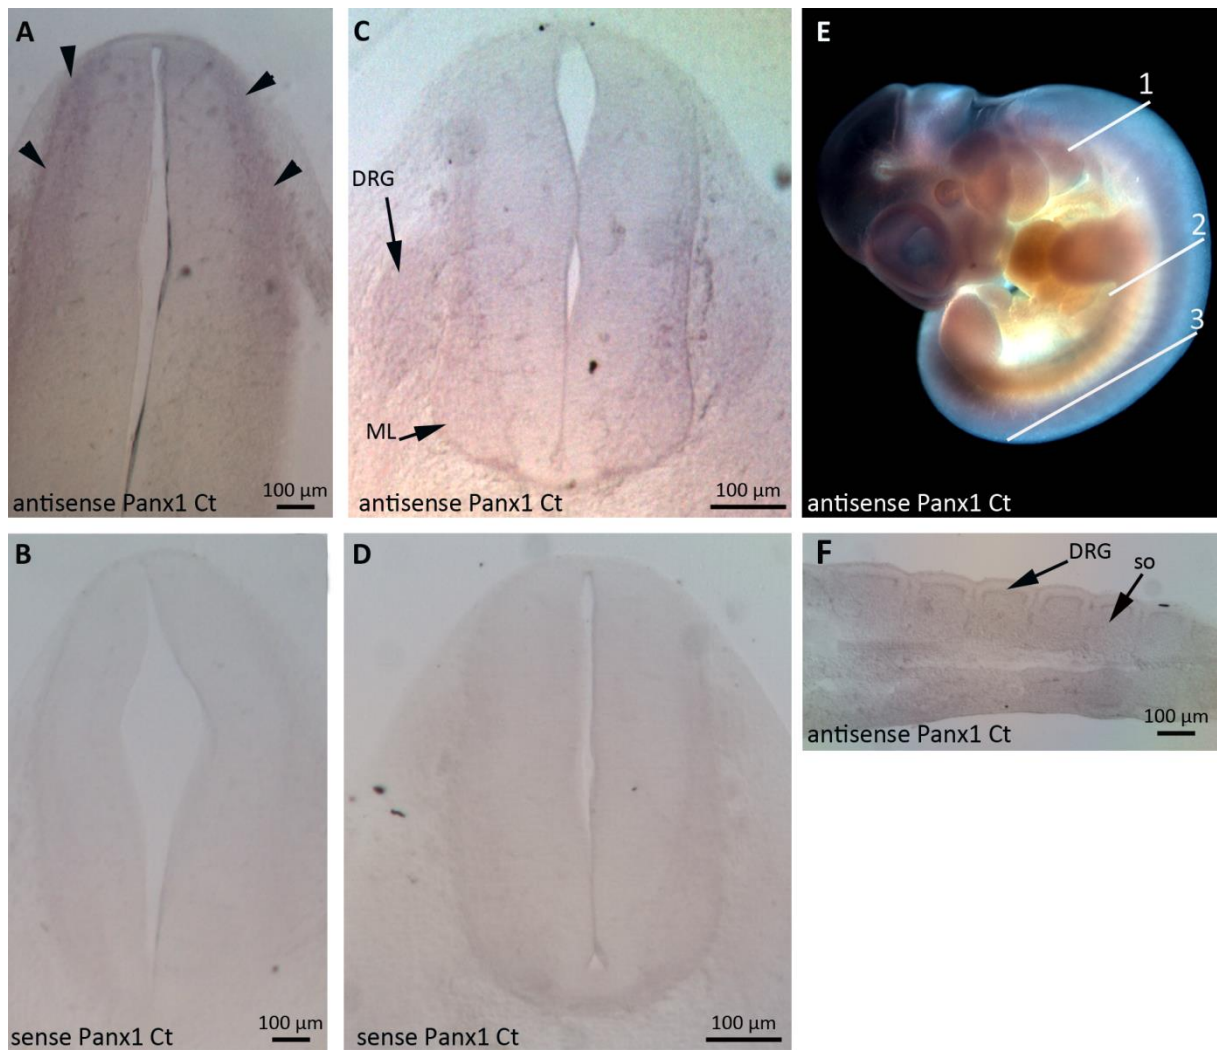 A
antisense Panx1 Ct
100 µm
C
DRG
ML
antisense Panx1 Ct
100 µm
E
1
2
3
antisense Panx1 Ct
B
sense Panx1 Ct
100 µm
D
sense Panx1 Ct
100 µm
F
DRG
so
antisense Panx1 Ct
100 µm